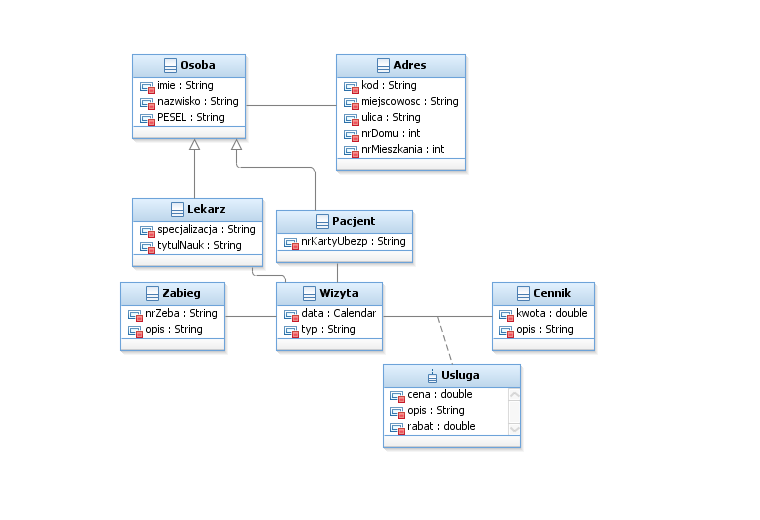 Osoba
imie : String
nazwisko : String
PESEL : String
Adres
kod : String
miejscowosc : String
ulica : String
nrDomu : int
nrMieszkania : int
Lekarz
specjalizacja : String
tytulNauk : String
Pacjent
nrKartyUbezp : String
Zabieg
nrZeba : String
opis : String
Wizyta
data : Calendar
typ : String
Cennik
kwota : double
opis : String
Usluga
cena : double
opis : String
rabat : double